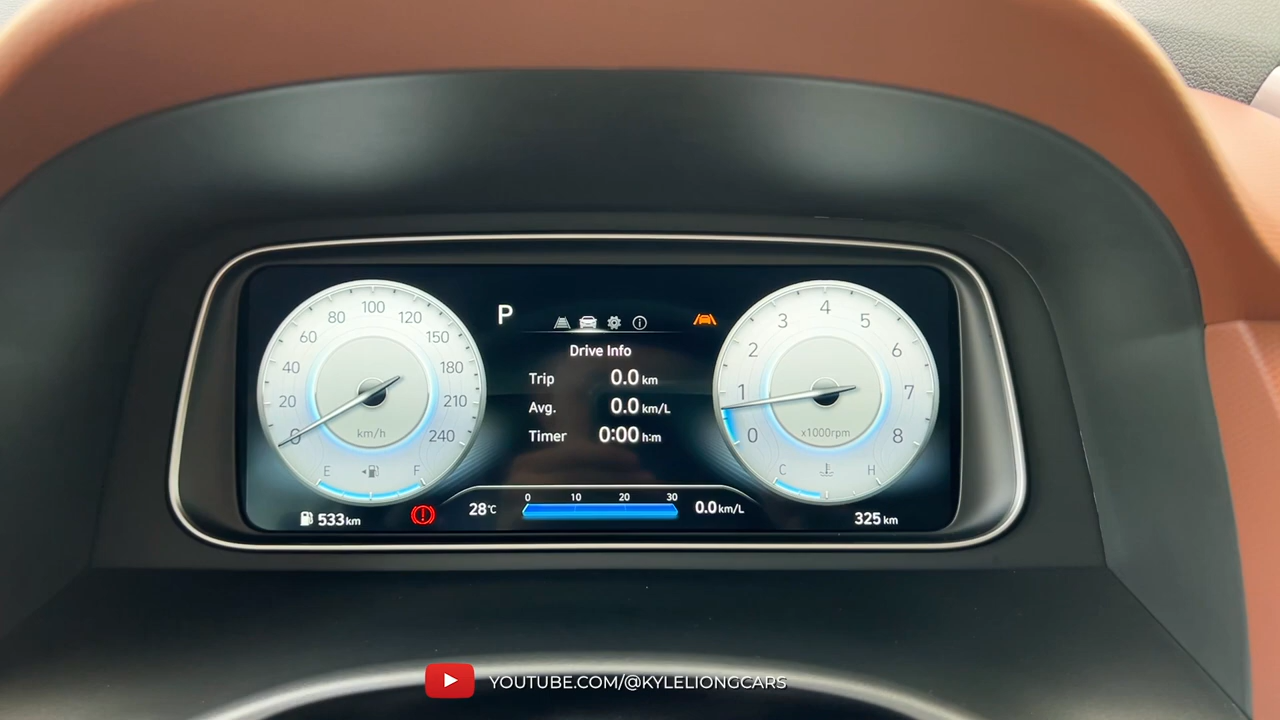 100
80
120
60
150
40
180
20
210
0
240
km/h
E
F
533 km
P
Drive Info
Trip 0.0 km
Avg. 0.0 km/L
Timer 0:00 h:m
28°C
0 10 20 30
0.0 km/L
4
3
5
2
6
1
7
0
8
x1000rpm
C
H
325 km
YOUTUBE.COM/@KYLELIONGCARS